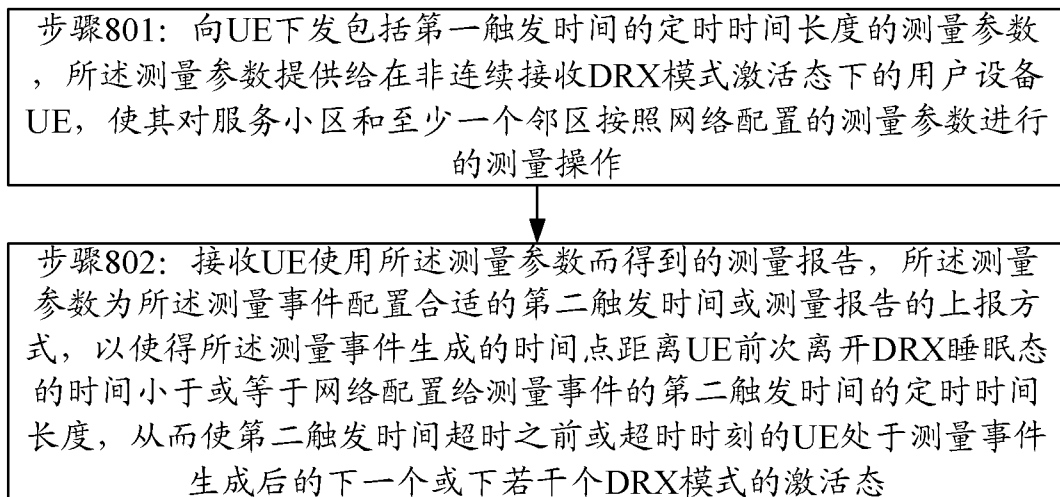 步骤801：向UE下发包括第一触发时间的定时时间长度的测量参数
，所述测量参数提供给在非连续接收DRX模式激活态下的用户设备
UE，使其对服务小区和至少一个邻区按照网络配置的测量参数进行
的测量操作
步骤802：接收UE使用所述测量参数而得到的测量报告，所述测量
参数为所述测量事件配置合适的第二触发时间或测量报告的上报方
式，以使得所述测量事件生成的时间点距离UE前次离开DRX睡眠态
的时间小于或等于网络配置给测量事件的第二触发时间的定时时间
长度，从而使第二触发时间超时之前或超时时刻的UE处于测量事件
生成后的下一个或下若干个DRX模式的激活态